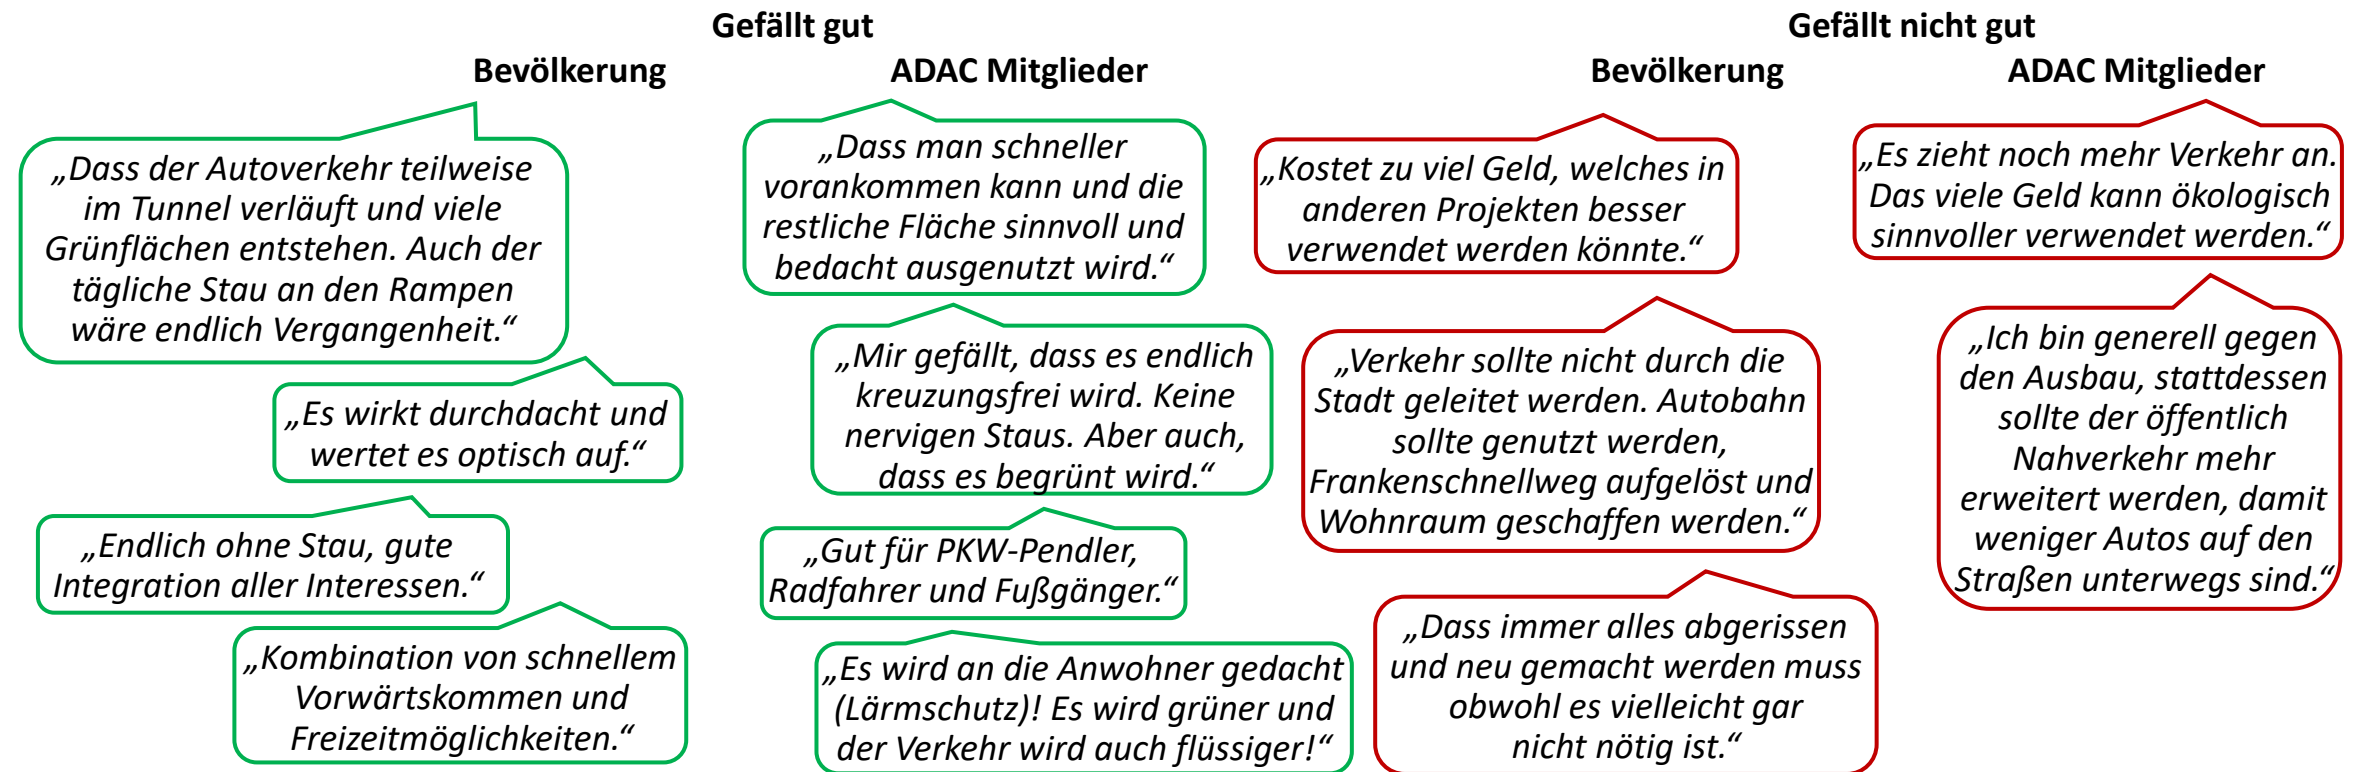 Gefällt gut
Bevölkerung
„Dass der Autoverkehr teilweise
im Tunnel verläuft und viele
Grünflächen entstehen. Auch der
tägliche Stau an den Rampen
wäre endlich Vergangenheit.“
„Es wirkt durchdacht und
wertet es optisch auf.“
„Endlich ohne Stau, gute
Integration aller Interessen.“
„Kombination von schnellem
Vorwärtskommen und
Freizeitmöglichkeiten.“
ADAC Mitglieder
„Dass man schneller
vorankommen kann und die
restliche Fläche sinnvoll und
bedacht ausgenutzt wird.“
„Mir gefällt, dass es endlich
kreuzungsfrei wird. Keine
nervigen Staus. Aber auch,
dass es begrünt wird.“
„Gut für PKW-Pendler,
Radfahrer und Fußgänger.“
„Es wird an die Anwohner gedacht
(Lärmschutz)! Es wird grüner und
der Verkehr wird auch flüssiger!“
Gefällt nicht gut
Bevölkerung
„Kostet zu viel Geld, welches in
anderen Projekten besser
verwendet werden könnte.“
„Verkehr sollte nicht durch die
Stadt geleitet werden. Autobahn
sollte genutzt werden,
Frankenschnellweg aufgelöst und
Wohnraum geschaffen werden.“
„Dass immer alles abgerissen
und neu gemacht werden muss
obwohl es vielleicht gar
nicht nötig ist.“
ADAC Mitglieder
„Es zieht noch mehr Verkehr an.
Das viele Geld kann ökologisch
sinnvoller verwendet werden.“
„Ich bin generell gegen
den Ausbau, stattdessen
sollte der öffentlich
Nahverkehr mehr
erweitert werden, damit
weniger Autos auf den
Straßen unterwegs sind.“